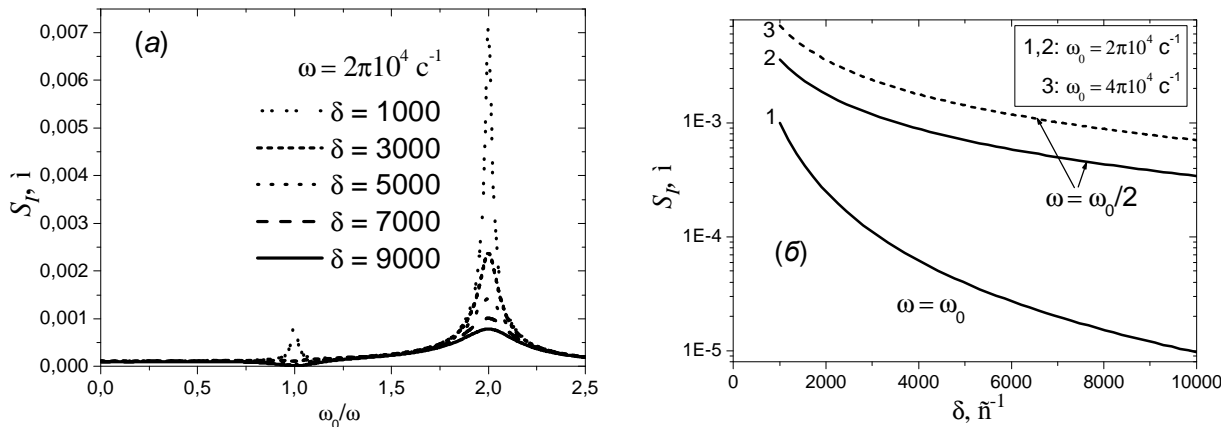 (а)
ω = 2π10⁴ c⁻¹
δ = 1000
δ = 3000
δ = 5000
δ = 7000
δ = 9000
S_I, ì
0,007
0,006
0,005
0,004
0,003
0,002
0,001
0,000
0,0 0,5 1,0 1,5 2,0 2,5
ω₀/ω
(б)
1,2: ω₀ = 2π10⁴ c⁻¹
3: ω₀ = 4π10⁴ c⁻¹
3
2
1
ω = ω₀/2
ω = ω₀
S_I, ì
1E-3
1E-4
1E-5
0 2000 4000 6000 8000 10000
δ, ñ⁻¹